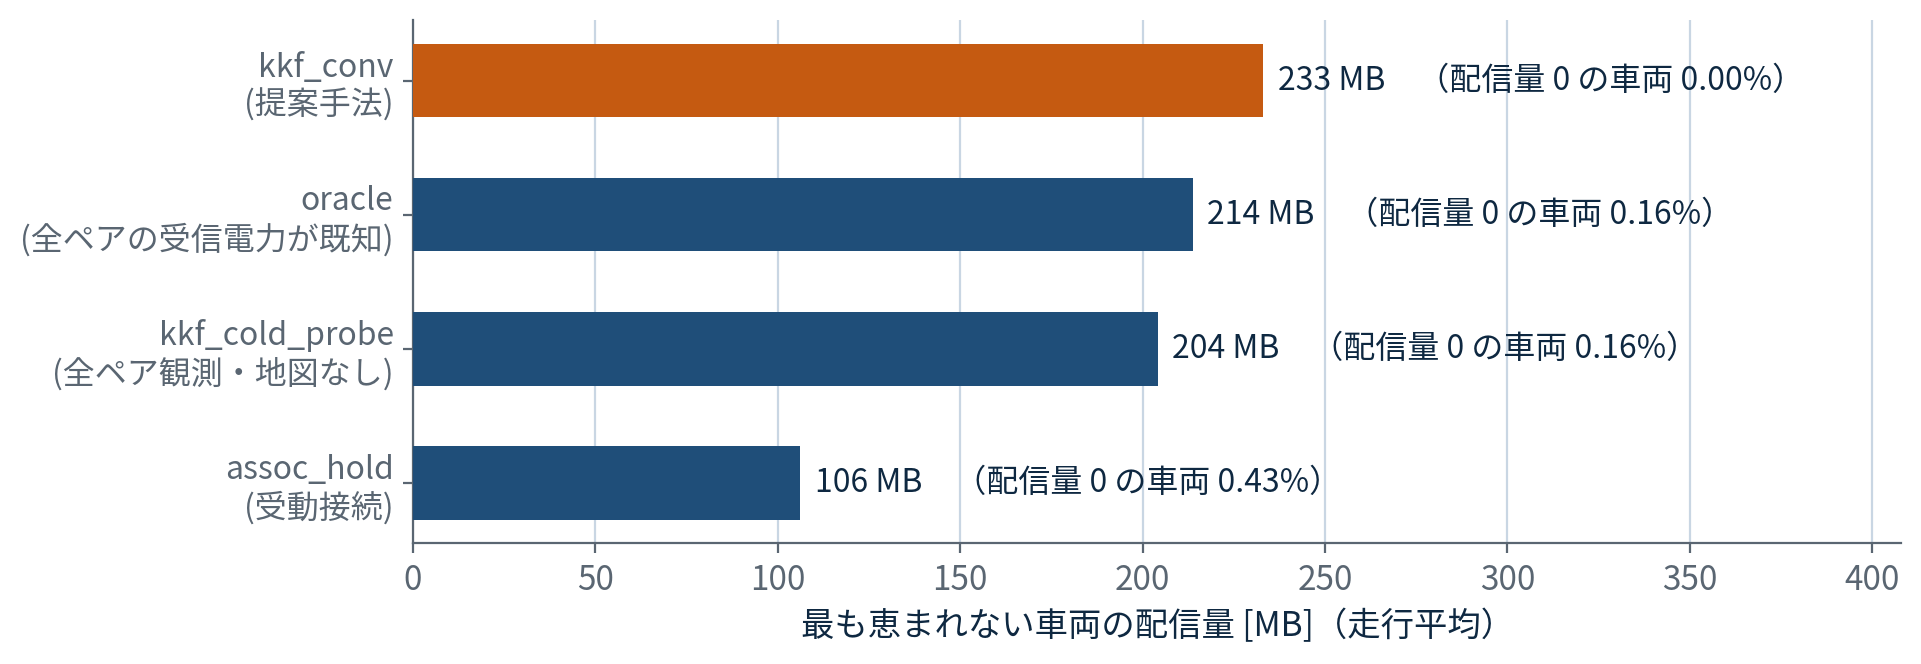 kkf_conv
(提案手法)
233 MB （配信量 0 の車両 0.00%）
oracle
(全ペアの受信電力が既知)
214 MB （配信量 0 の車両 0.16%）
kkf_cold_probe
(全ペア観測・地図なし)
204 MB （配信量 0 の車両 0.16%）
assoc_hold
(受動接続)
106 MB （配信量 0 の車両 0.43%）
0 50 100 150 200 250 300 350 400
最も恵まれない車両の配信量 [MB]（走行平均）